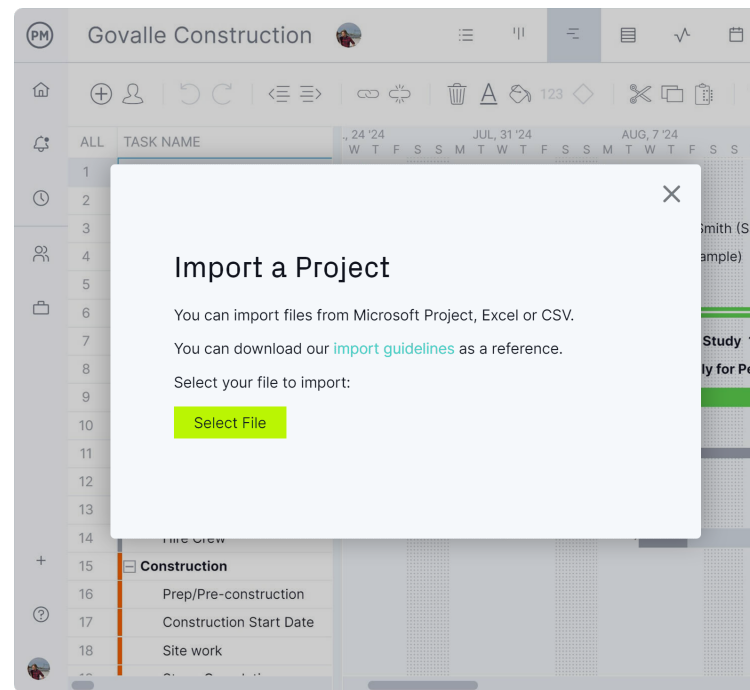 PM
Govalle Construction
123
ALL TASK NAME
., 24 '24 JUL, 31 '24 AUG, 7 '24
W T F S S M T W T F S S M T W T F S S
1
2
3
Smith (S
4
ample)
5
6
7
Study
8
ly for Pe
9
10
11
12
13
14
Hire Crew
15 Construction
16 Prep/Pre-construction
17 Construction Start Date
18 Site work
Import a Project
You can import files from Microsoft Project, Excel or CSV.
You can download our import guidelines as a reference.
Select your file to import:
Select File